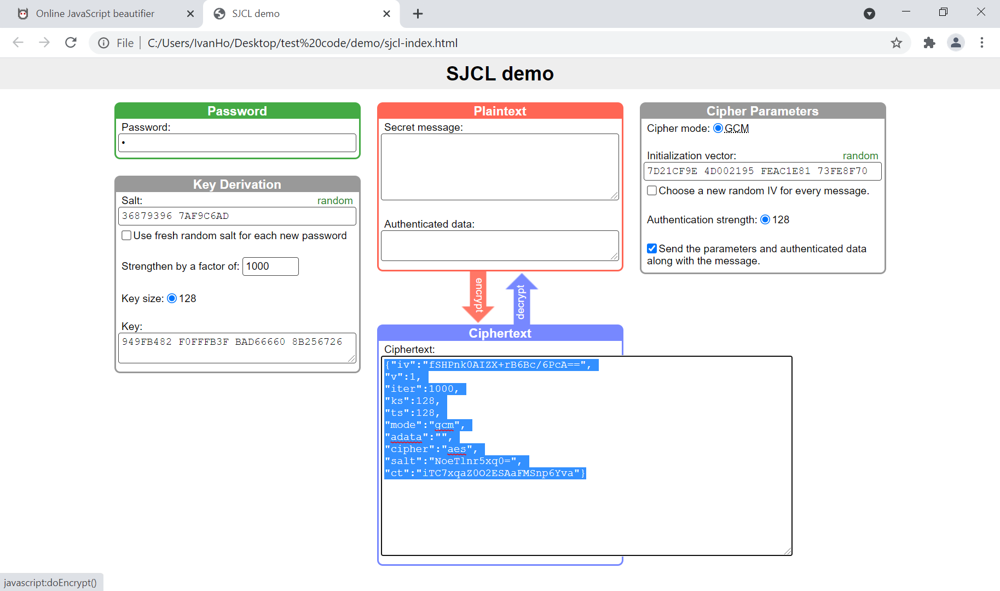 Online JavaScript beautifier
SJCL demo
File
C:/Users/IvanHo/Desktop/test%20code/demo/sjcl-index.html
SJCL demo
Password
Password:
•
Key Derivation
Salt: random
36879396 7AF9C6AD
Use fresh random salt for each new password
Strengthen by a factor of: 1000
Key size: 128
Key:
949FB482 F0FFFB3F BAD66660 8B256726
Plaintext
Secret message:
Authenticated data:
encrypt
decrypt
Ciphertext
Ciphertext:
{"iv":"fSHPnk0AIZX+rB6Bc/6PcA==",
"v":1,
"iter":1000,
"ks":128,
"ts":128,
"mode":"gcm",
"adata":"",
"cipher":"aes",
"salt":"NoeTlnr5xq0=",
"ct":"iTC7xqaZ0O2ESAaFMSnp6Yva"}
Cipher Parameters
Cipher mode: GCM
Initialization vector: random
7D21CF9E 4D002195 FEAC1E81 73FE8F70
Choose a new random IV for every message.
Authentication strength: 128
Send the parameters and authenticated data
along with the message.
javascript:doEncrypt()